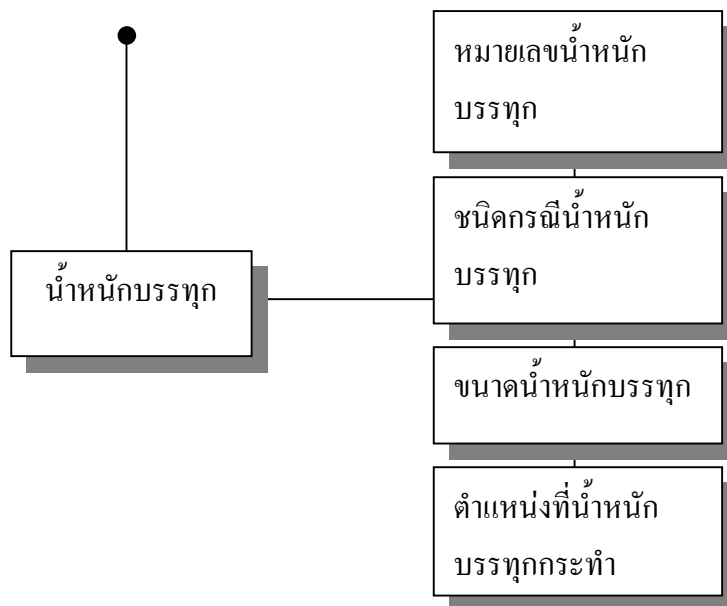 หมายเลขน้ำหนัก
บรรทุก
ชนิดกรณีน้ำหนัก
บรรทุก
น้ำหนักบรรทุก
ขนาดน้ำหนักบรรทุก
ตำแหน่งที่น้ำหนัก
บรรทุกกระทำ